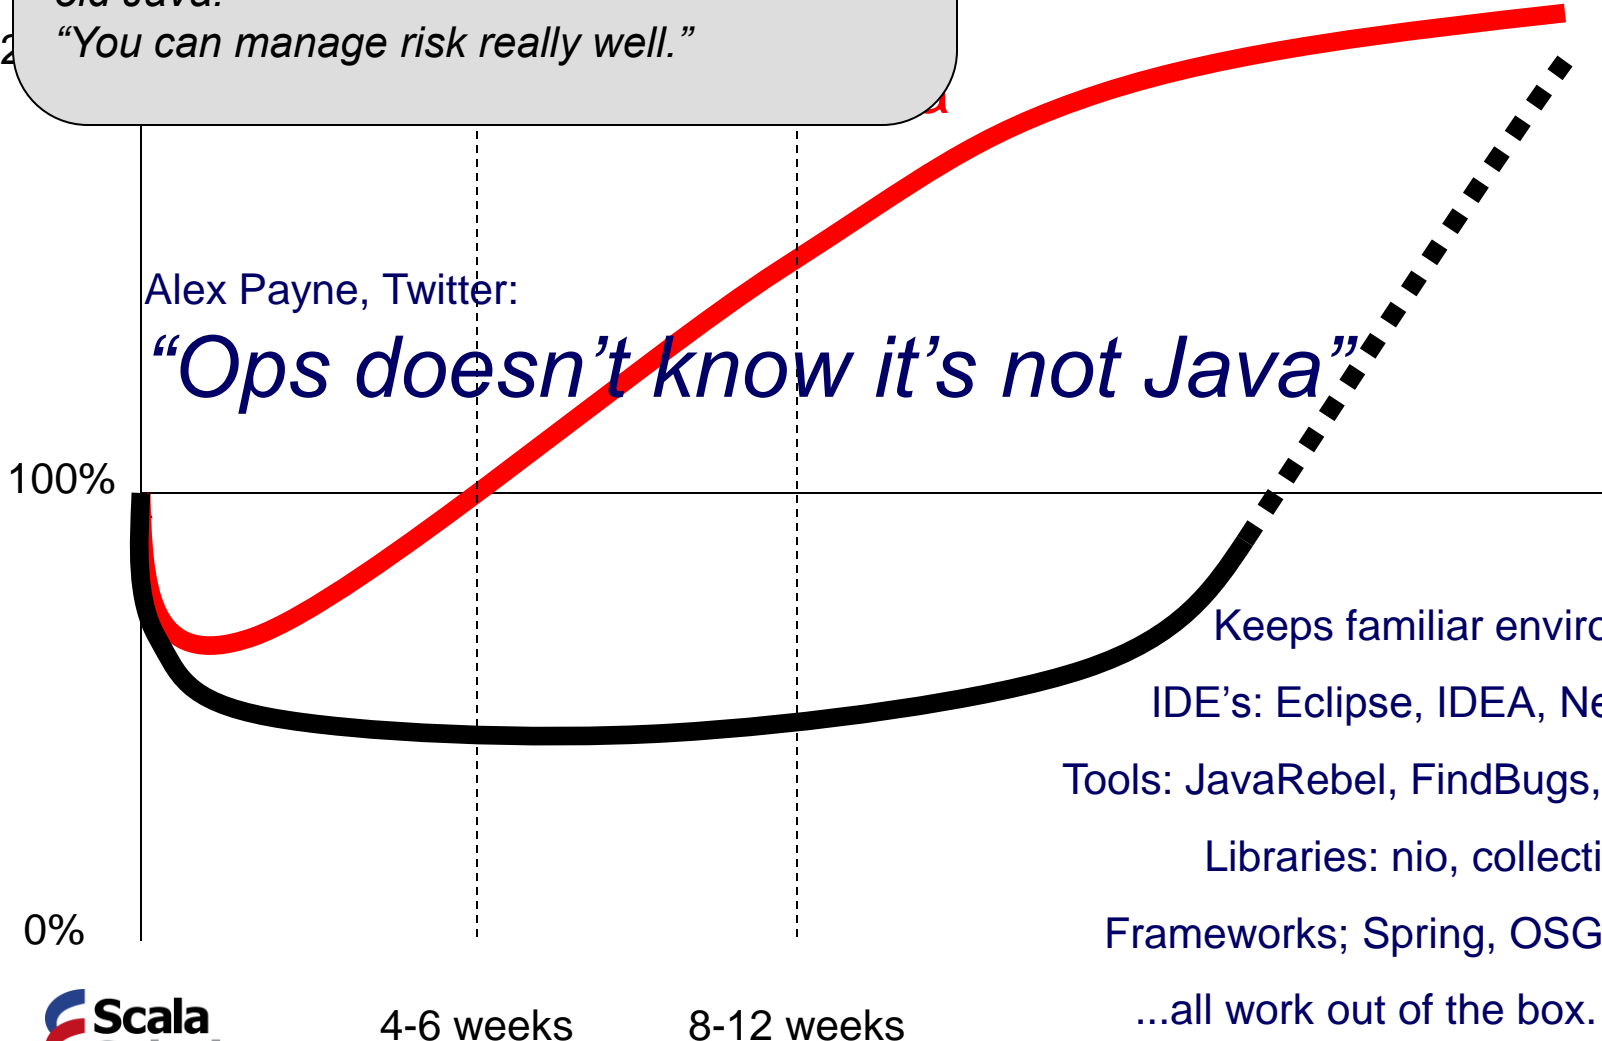 old Java.
“You can manage risk really well.”
Alex Payne, Twitter:
“Ops doesn’t know it’s not Java”
100%
Keeps familiar
IDE’s: Eclipse, IDEA,
Tools: JavaRebel, FindBugs,
Libraries: nio,
Frameworks; Spring,
...all work out of the box.
0%
Scala
4-6 weeks
8-12 weeks